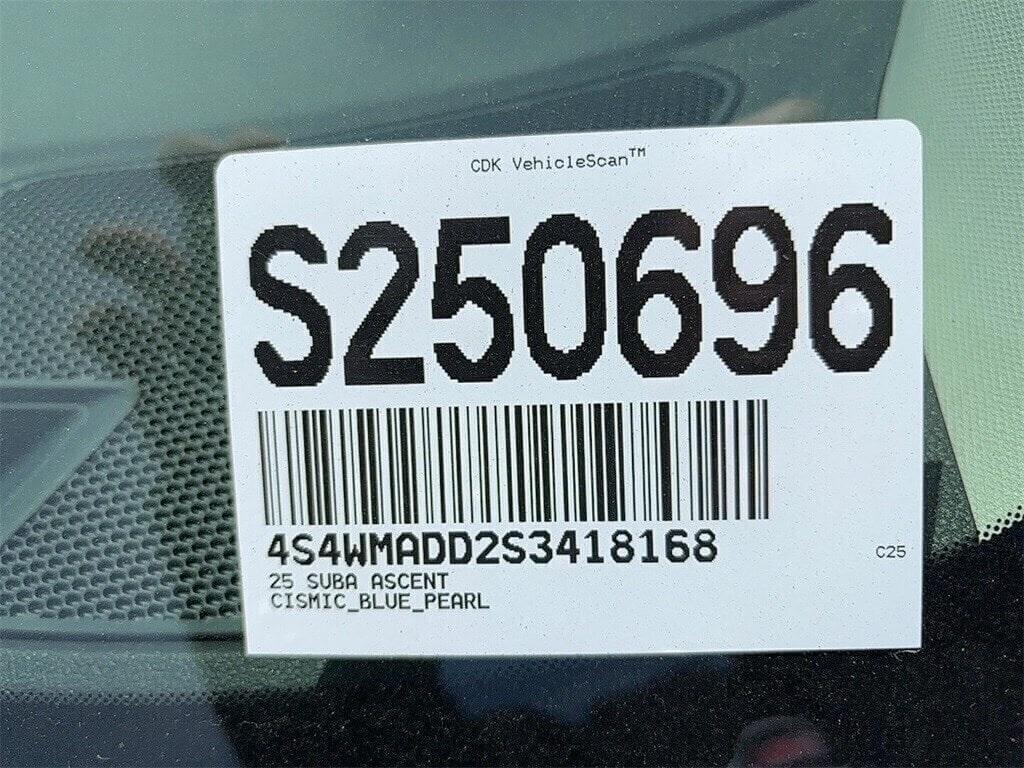 CDK VehicleScan™
S250696
4S4WMADD2S3418168
25 SUBA ASCENT
C25
CISMIC_BLUE_PEARL